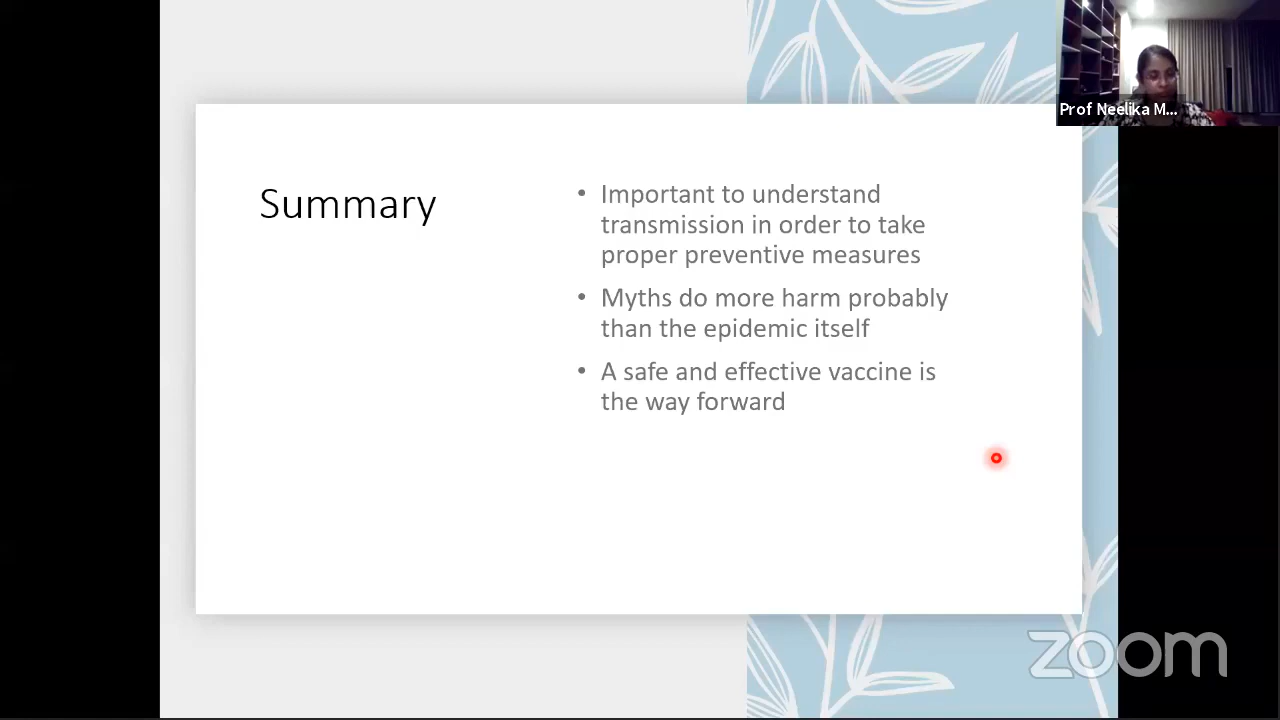 Prof Neelika M...
Summary
• Important to understand
transmission in order to take
proper preventive measures
• Myths do more harm probably
than the epidemic itself
• A safe and effective vaccine is
the way forward
zoom